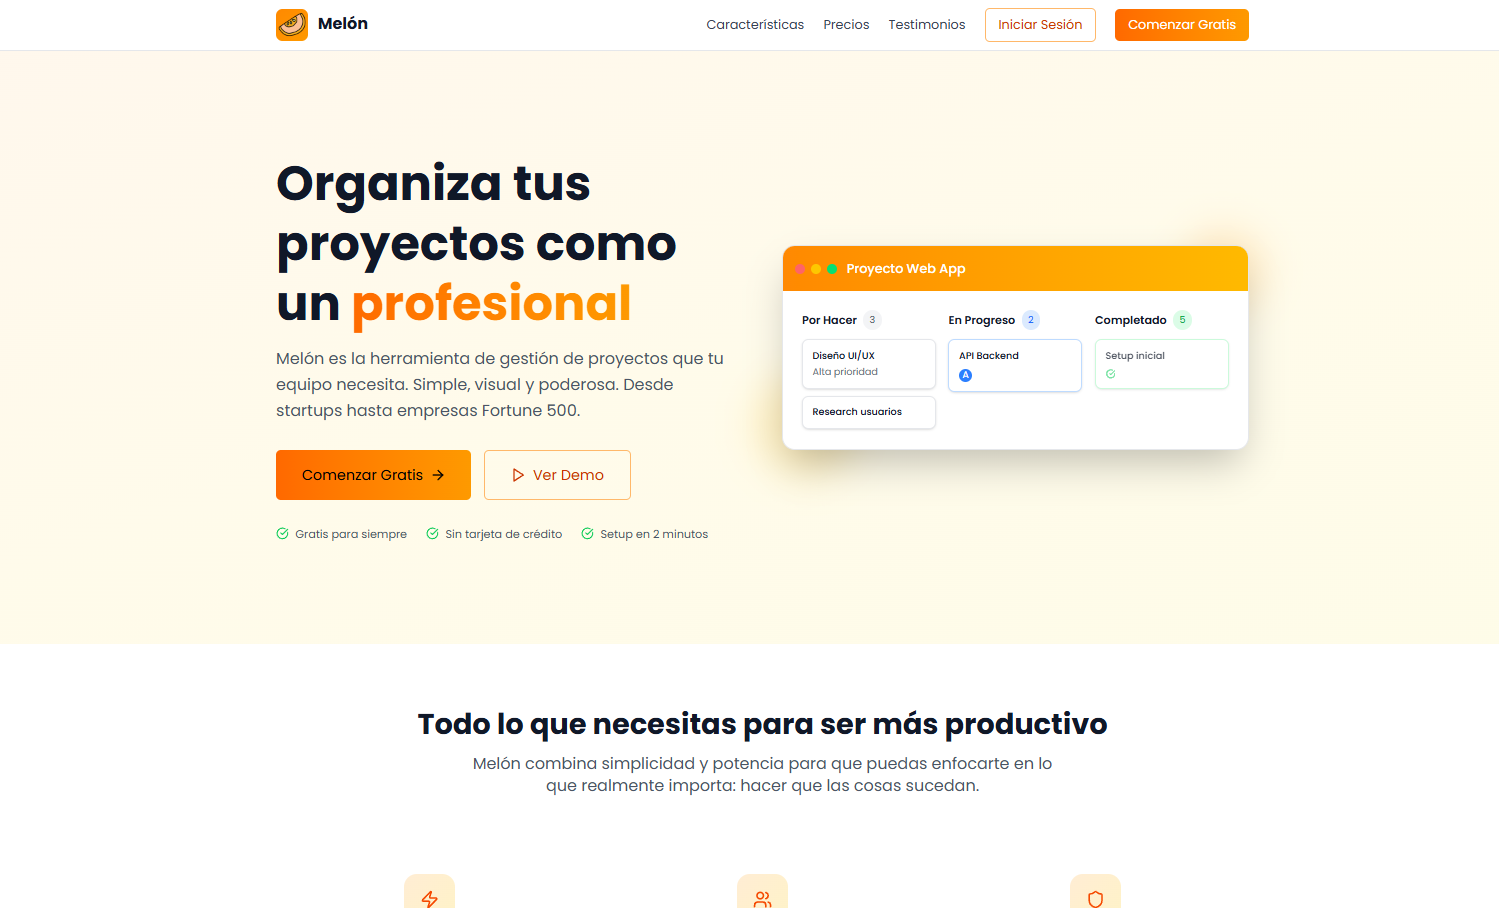 Melón
Características
Precios
Testimonios
Iniciar Sesión
Comenzar Gratis
Organiza tus
proyectos como
un profesional
Melón es la herramienta de gestión de proyectos que tu
equipo necesita. Simple, visual y poderosa. Desde
startups hasta empresas Fortune 500.
Comenzar Gratis →
Ver Demo
Gratis para siempre
Sin tarjeta de crédito
Setup en 2 minutos
Proyecto Web App
Por Hacer 3
Diseño UI/UX
Alta prioridad
Research usuarios
En Progreso 2
API Backend
A
Completado 5
Setup inicial
Todo lo que necesitas para ser más productivo
Melón combina simplicidad y potencia para que puedas enfocarte en lo
que realmente importa: hacer que las cosas sucedan.